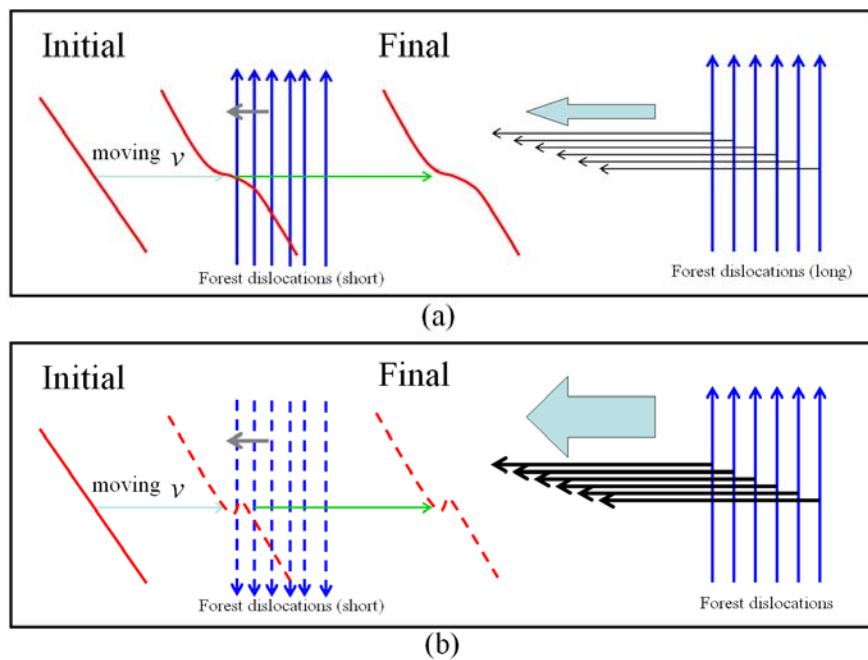 Initial
Final
moving v
Forest dislocations (short)
Forest dislocations (long)
(a)
Initial
Final
moving v
Forest dislocations (short)
Forest dislocations
(b)